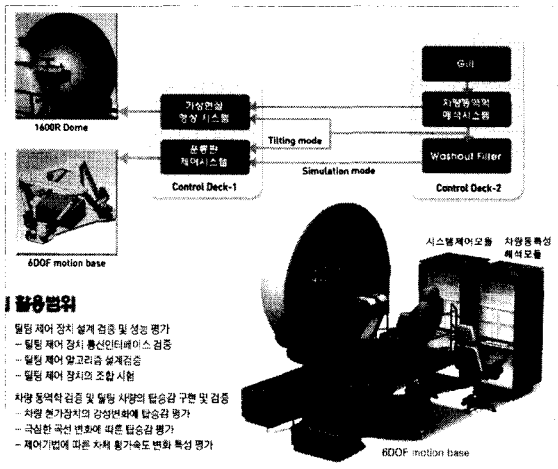 GUI
1600R Dome
가상현실
영상 시스템
차량동역학
해석시스템
Tilting mode
운동판
제어시스템
Washout Filter
Simulation mode
Control Deck-1
Control Deck-2
6DOF motion base
시스템제어모듈
차량동특성
해석모듈
활용범위
틸팅 제어 장치 설계 검증 및 성능 평가
- 틸팅 제어 장치 통신인터페이스 검증
- 틸팅 제어 알고리즘 설계검증
- 틸팅 제어 장치의 조합 시험
차량 동역학 검증 및 틸팅 차량의 탑승감 구현 및 검증
- 차량 현가장치의 강성변화에 탑승감 평가
- 극심한 곡선 변화에 따른 탑승감 평가
- 제어기법에 따른 차체 횡가속도 변화 특성 평가
6DOF motion base